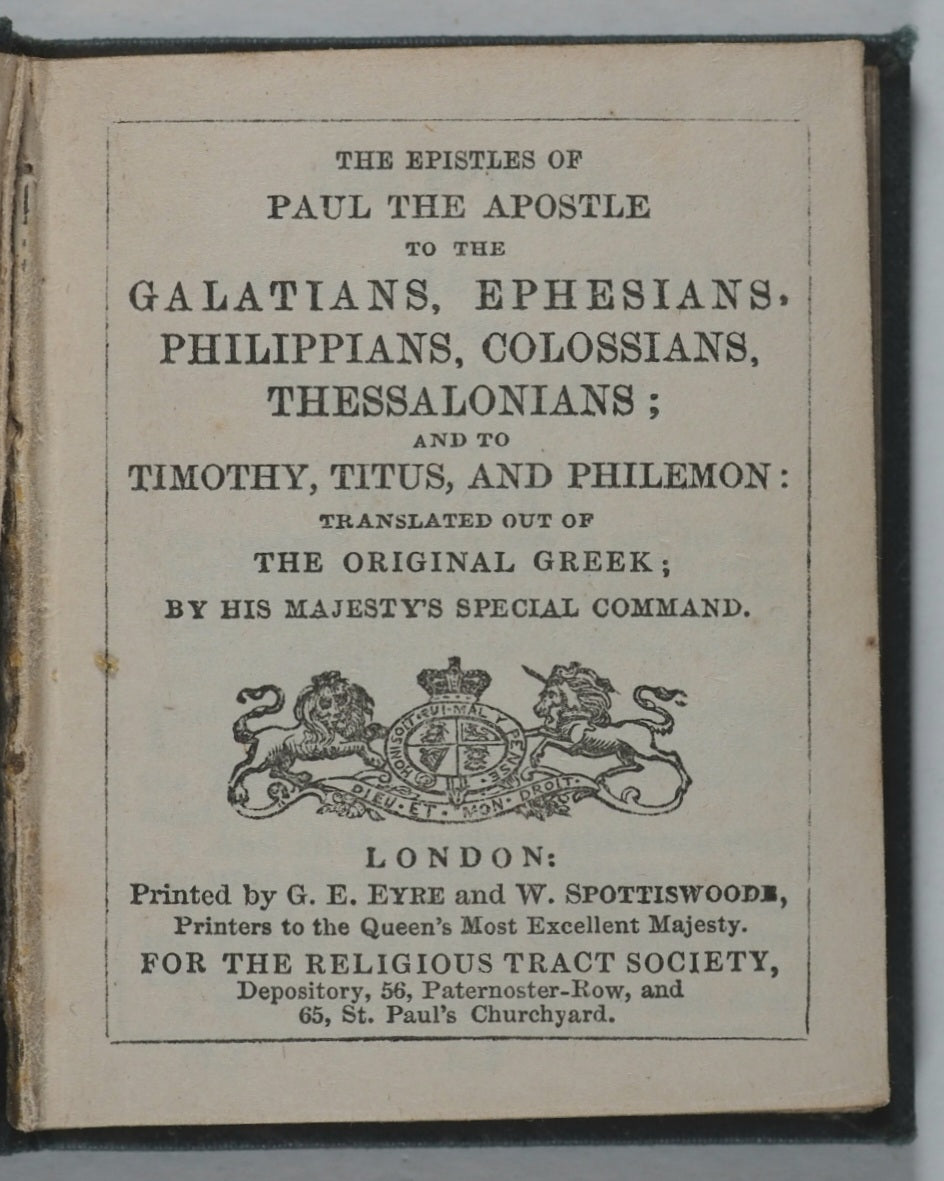 THE EPISTLES OF
PAUL THE APOSTLE
TO THE
GALATIANS, EPHESIANS,
PHILIPPIANS, COLOSSIANS,
THESSALONIANS ;
AND TO
TIMOTHY, TITUS, AND PHILEMON :
TRANSLATED OUT OF
THE ORIGINAL GREEK ;
BY HIS MAJESTY'S SPECIAL COMMAND.
HONI·SOIT·QUI·MAL·Y PENSE·
DIEU·ET·MON·DROIT·
LONDON:
Printed by G. E. EYRE and W. SPOTTISWOODE,
Printers to the Queen's Most Excellent Majesty.
FOR THE RELIGIOUS TRACT SOCIETY,
Depository, 56, Paternoster-Row, and
65, St. Paul's Churchyard.